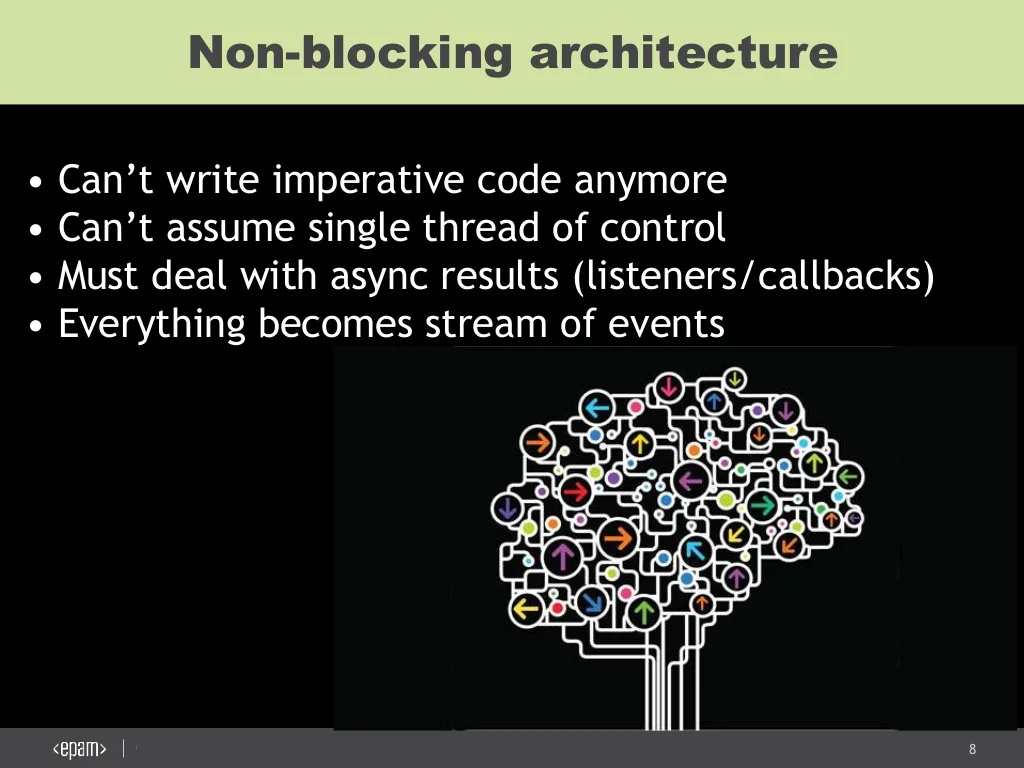 Non-blocking architecture
• Can’t write imperative code anymore
• Can’t assume single thread of control
• Must deal with async results (listeners/callbacks)
• Everything becomes stream of events
<epam> |
8